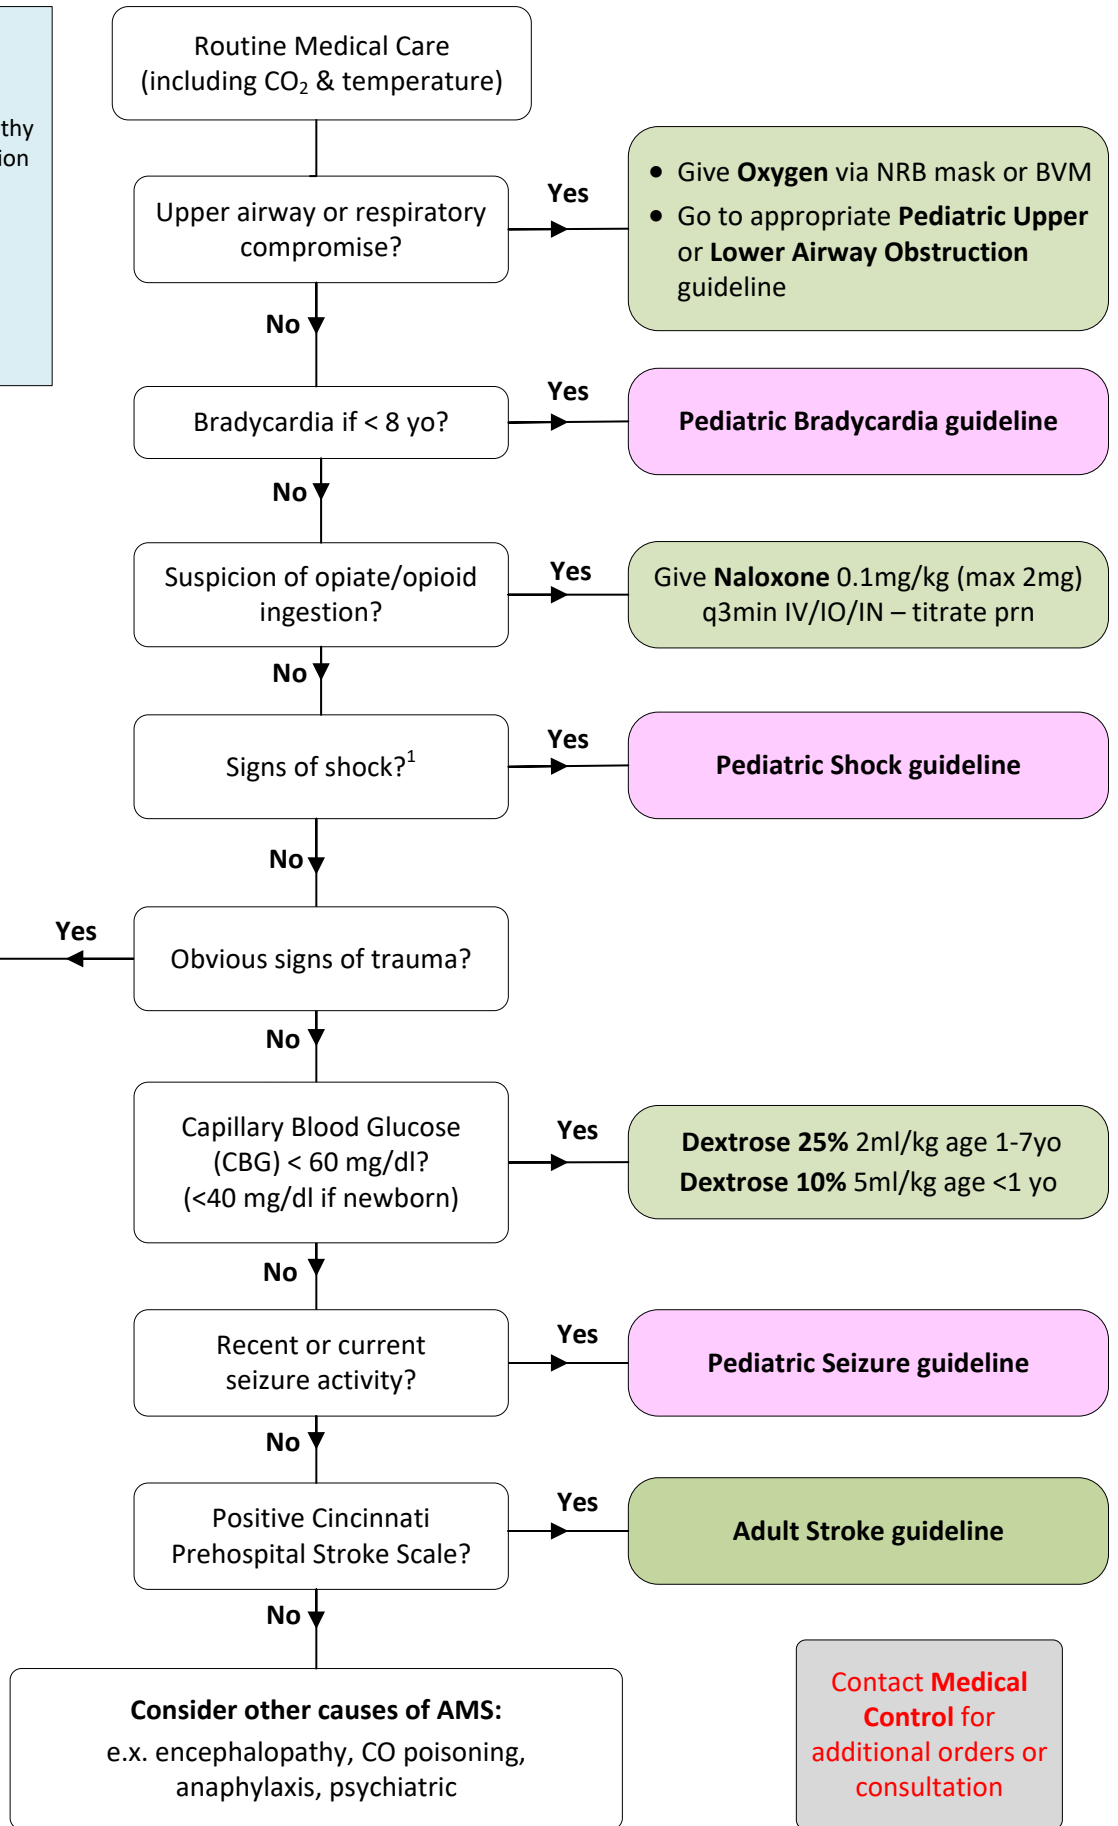 Routine Medical Care
(including CO₂ & temperature)
thy
ion
Upper airway or respiratory
compromise?
Yes
• Give Oxygen via NRB mask or BVM
• Go to appropriate Pediatric Upper
or Lower Airway Obstruction
guideline
No
Bradycardia if < 8 yo?
Yes
Pediatric Bradycardia guideline
No
Suspicion of opiate/opioid
ingestion?
Yes
Give Naloxone 0.1mg/kg (max 2mg)
q3min IV/IO/IN – titrate prn
No
Signs of shock?¹
Yes
Pediatric Shock guideline
No
Yes
Obvious signs of trauma?
No
Capillary Blood Glucose
(CBG) < 60 mg/dl?
(<40 mg/dl if newborn)
Yes
Dextrose 25% 2ml/kg age 1-7yo
Dextrose 10% 5ml/kg age <1 yo
No
Recent or current
seizure activity?
Yes
Pediatric Seizure guideline
No
Positive Cincinnati
Prehospital Stroke Scale?
Yes
Adult Stroke guideline
No
Consider other causes of AMS:
e.x. encephalopathy, CO poisoning,
anaphylaxis, psychiatric
Contact Medical
Control for
additional orders or
consultation